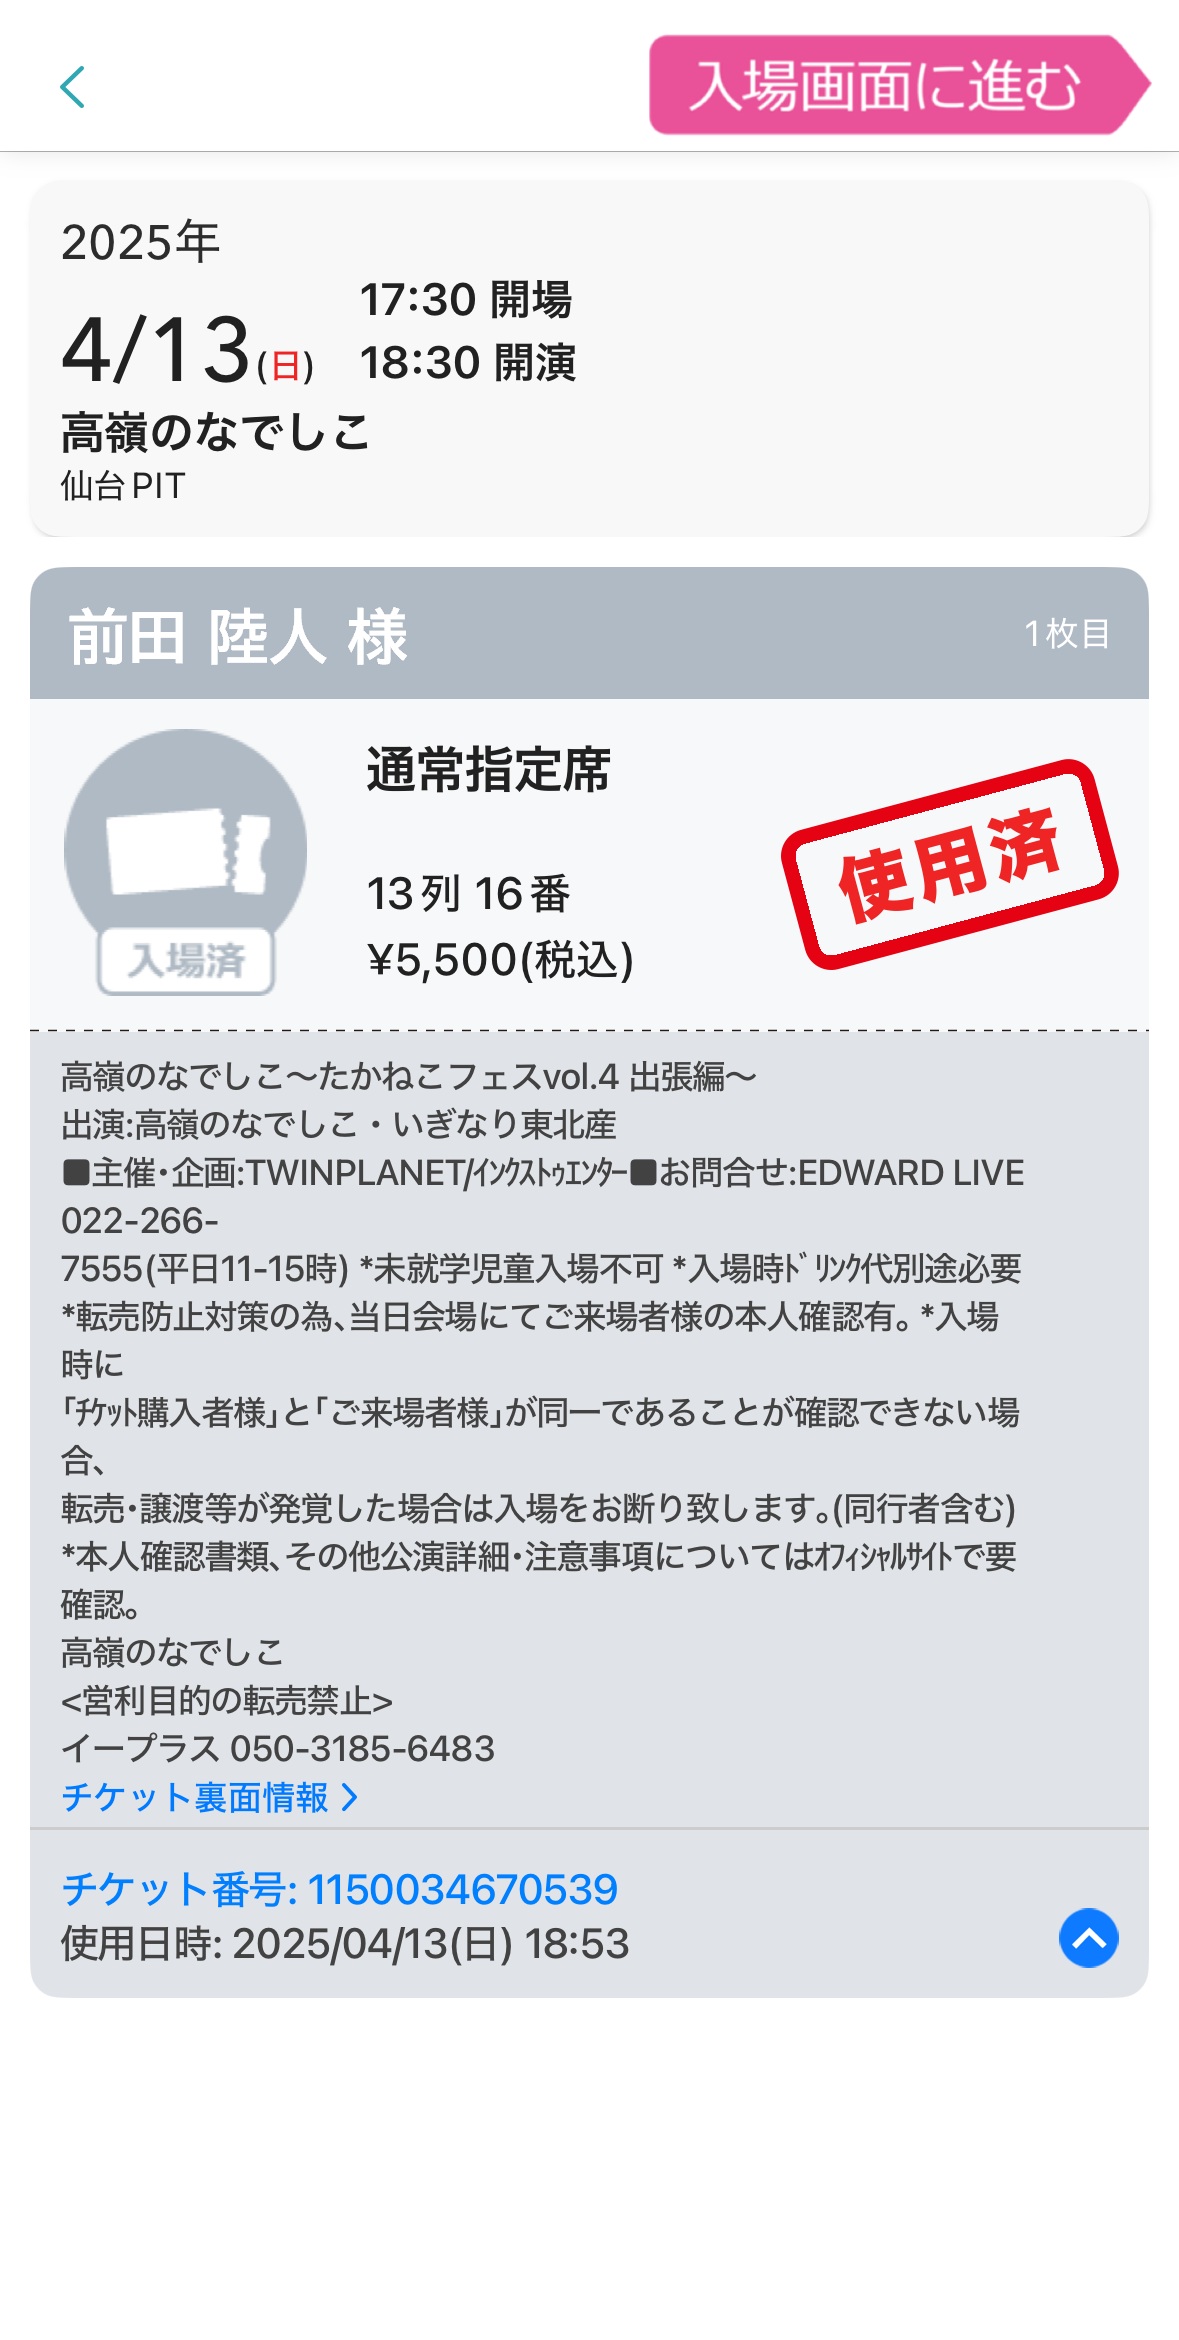 入場画面に進む
2025年
4/13(日)
17:30 開場
18:30 開演
高嶺のなでしこ
仙台PIT
前田 陸人 様
1枚目
通常指定席
13列 16番
¥5,500(税込)
使用済
入場済
高嶺のなでしこ〜たかねこフェスvol.4 出張編〜
出演:高嶺のなでしこ・いぎなり東北産
■主催・企画:TWINPLANET/ｲﾝｸｽﾄｩｴﾝﾀｰ■お問合せ:EDWARD LIVE
022-266-
7555(平日11-15時) *未就学児童入場不可 *入場時ﾄﾞﾘﾝｸ代別途必要
*転売防止対策の為､当日会場にてご来場者様の本人確認有｡ *入場
時に
｢ﾁｹｯﾄ購入者様｣と｢ご来場者様｣が同一であることが確認できない場
合、
転売･譲渡等が発覚した場合は入場をお断り致します｡(同行者含む)
*本人確認書類､その他公演詳細･注意事項についてはｵﾌｨｼｬﾙｻｲﾄで要
確認｡
高嶺のなでしこ
<営利目的の転売禁止>
イープラス 050-3185-6483
チケット裏面情報
チケット番号: 1150034670539
使用日時: 2025/04/13(日) 18:53